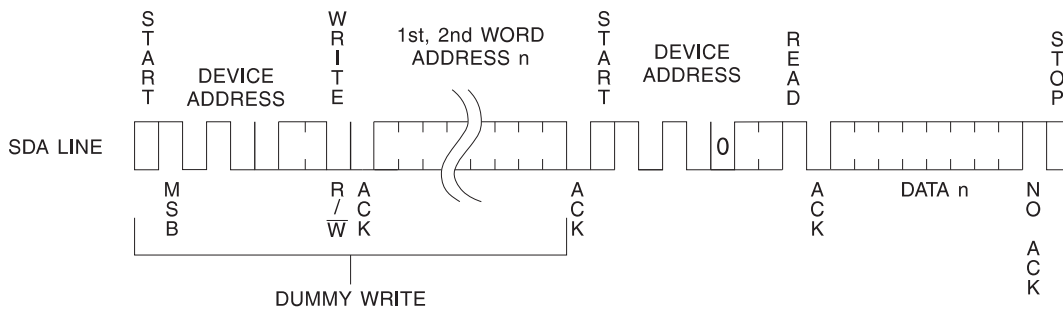 START
DEVICE
ADDRESS
WRITE
1st, 2nd WORD
ADDRESS n
START
DEVICE
ADDRESS
READ
STOP
SDA LINE
0
MSB
R/W̅
ACK
ACK
ACK
DATA n
NO ACK
DUMMY WRITE